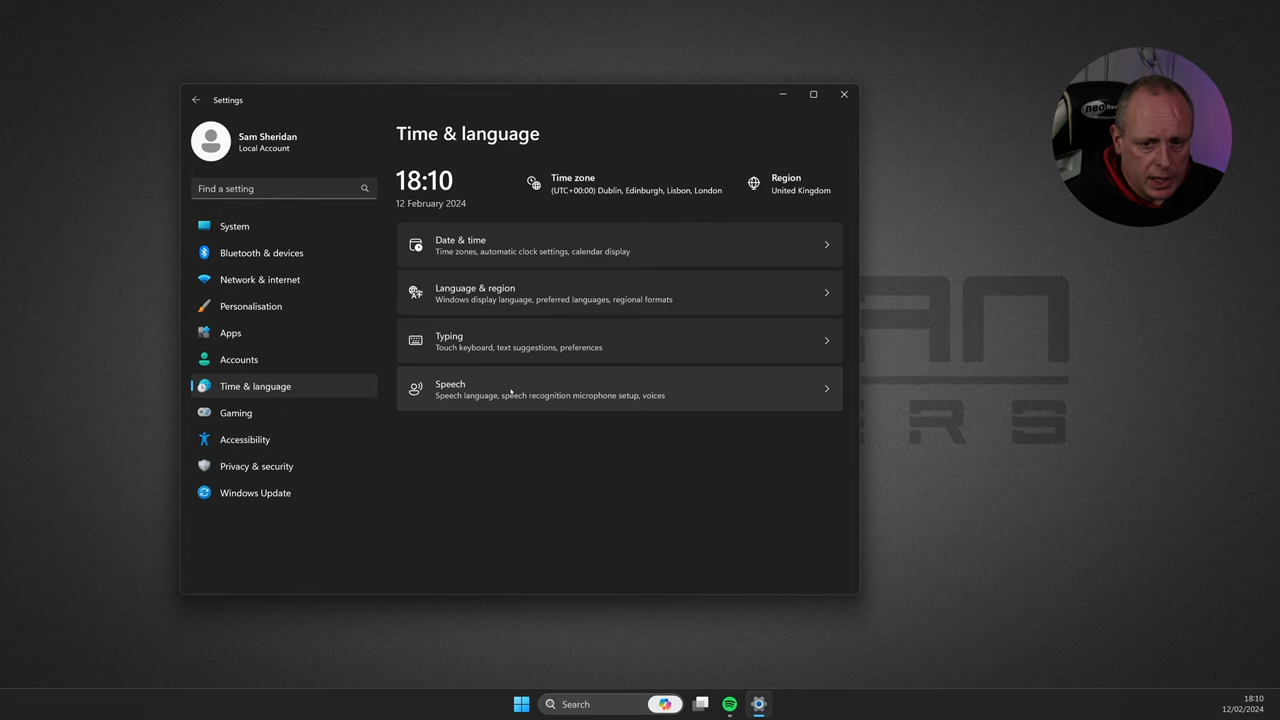 Settings
Sam Sheridan
Local Account
Find a setting
System
Bluetooth & devices
Network & internet
Personalisation
Apps
Accounts
Time & language
Gaming
Accessibility
Privacy & security
Windows Update
Time & language
18:10
12 February 2024
Time zone
(UTC+00:00) Dublin, Edinburgh, Lisbon, London
Region
United Kingdom
Date & time
Time zones, automatic clock settings, calendar display
Language & region
Windows display language, preferred languages, regional formats
Typing
Touch keyboard, text suggestions, preferences
Speech
Speech language, speech recognition microphone setup, voices
neo
Search
18:10
12/02/2024